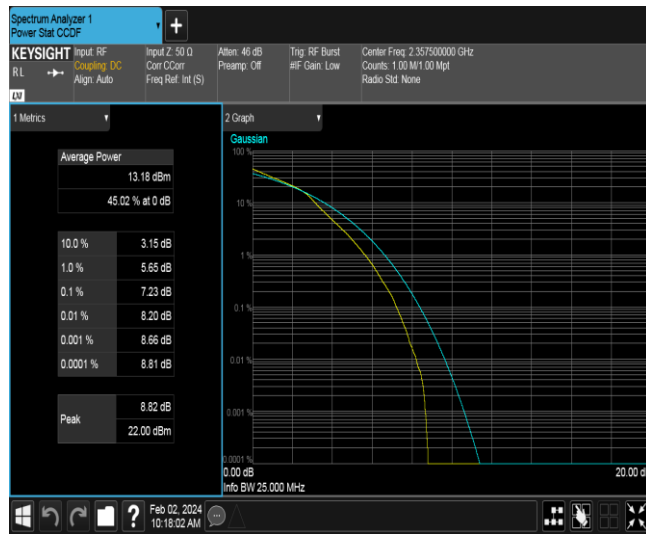 Spectrum Analyzer 1
Power Stat CCDF
+
KEYSIGHT
RL
LXI
Input: RF
Coupling: DC
Align: Auto
Input Z: 50 Ω
Corr CCorr
Freq Ref: Int (S)
Atten: 46 dB
Preamp: Off
Trig: RF Burst
#IF Gain: Low
Center Freq: 2.357500000 GHz
Counts: 1.00 M/1.00 Mpt
Radio Std: None
1 Metrics
Average Power
13.18 dBm
45.02 % at 0 dB
10.0 % 3.15 dB
1.0 % 5.65 dB
0.1 % 7.23 dB
0.01 % 8.20 dB
0.001 % 8.66 dB
0.0001 % 8.81 dB
Peak
8.82 dB
22.00 dBm
2 Graph
Gaussian
100 %
10 %
1 %
0.1 %
0.01 %
0.001 %
0.0001 %
0.00 dB
20.00 d
Info BW 25.000 MHz
?
Feb 02, 2024
10:18:02 AM